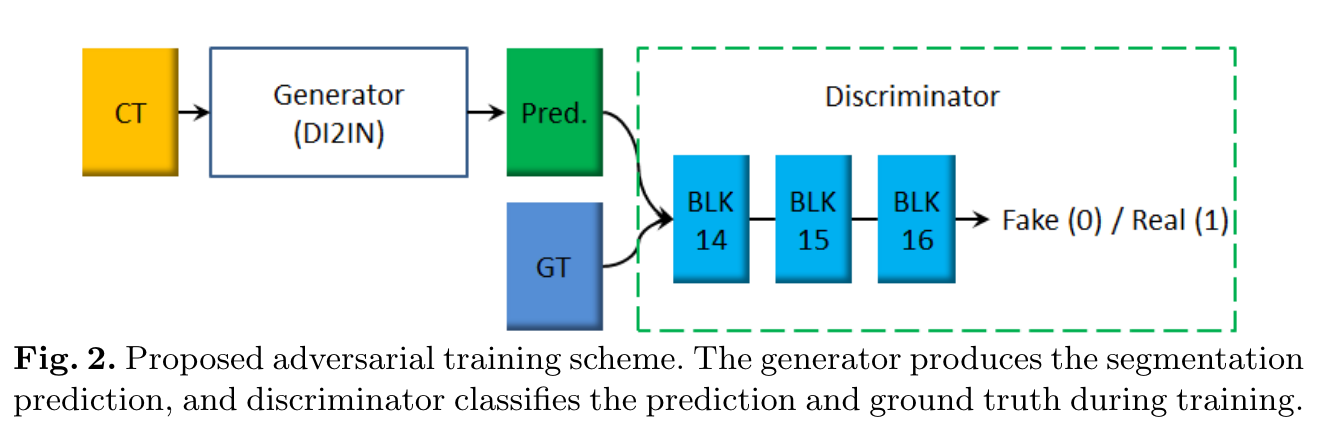 CT
Generator
(DI2IN)
Pred.
GT
Discriminator
BLK
14
BLK
15
BLK
16
Fake (0) / Real (1)
Fig. 2. Proposed adversarial training scheme. The generator produces the segmentation
prediction, and discriminator classifies the prediction and ground truth during training.